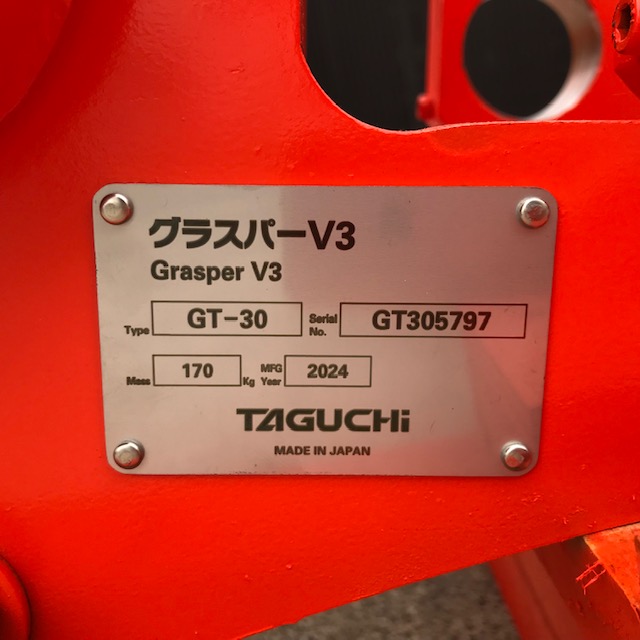 グラスパーV3
Grasper V3
Type GT-30 Serial No. GT305797
Mass 170 Kg MFG Year 2024
TAGUCHi
MADE IN JAPAN